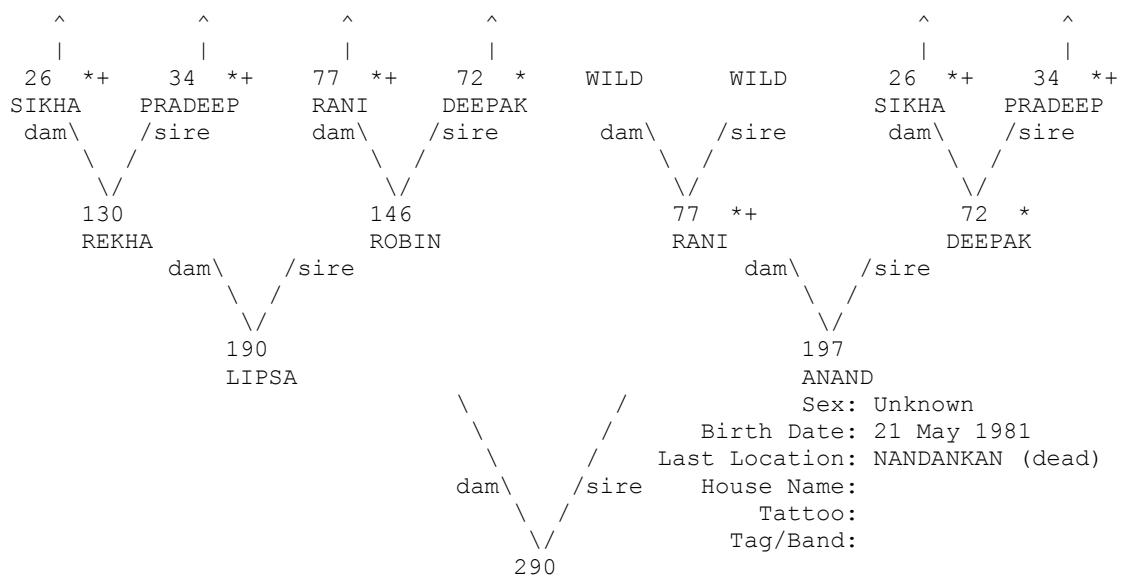 ^ ^ ^ ^ ^ ^
| | | | | |
26 *+ 34 *+ 77 *+ 72 * WILD WILD 26 *+ 34 *+
SIKHA PRADEEP RANI DEEPAK SIKHA PRADEEP
dam\ /sire dam\ /sire dam\ /sire dam\ /sire
\ / \ / \ / \ /
\/ \/ \/ \/
130 146 77 *+ 72 *
REKHA ROBIN RANI DEEPAK
dam\ /sire dam\ /sire
\ / \ /
\/ \/
190 197
LIPSA ANAND
\ / Sex: Unknown
\ / Birth Date: 21 May 1981
\ / Last Location: NANDANKAN (dead)
dam\ /sire House Name:
\ / Tattoo:
\/ Tag/Band:
290